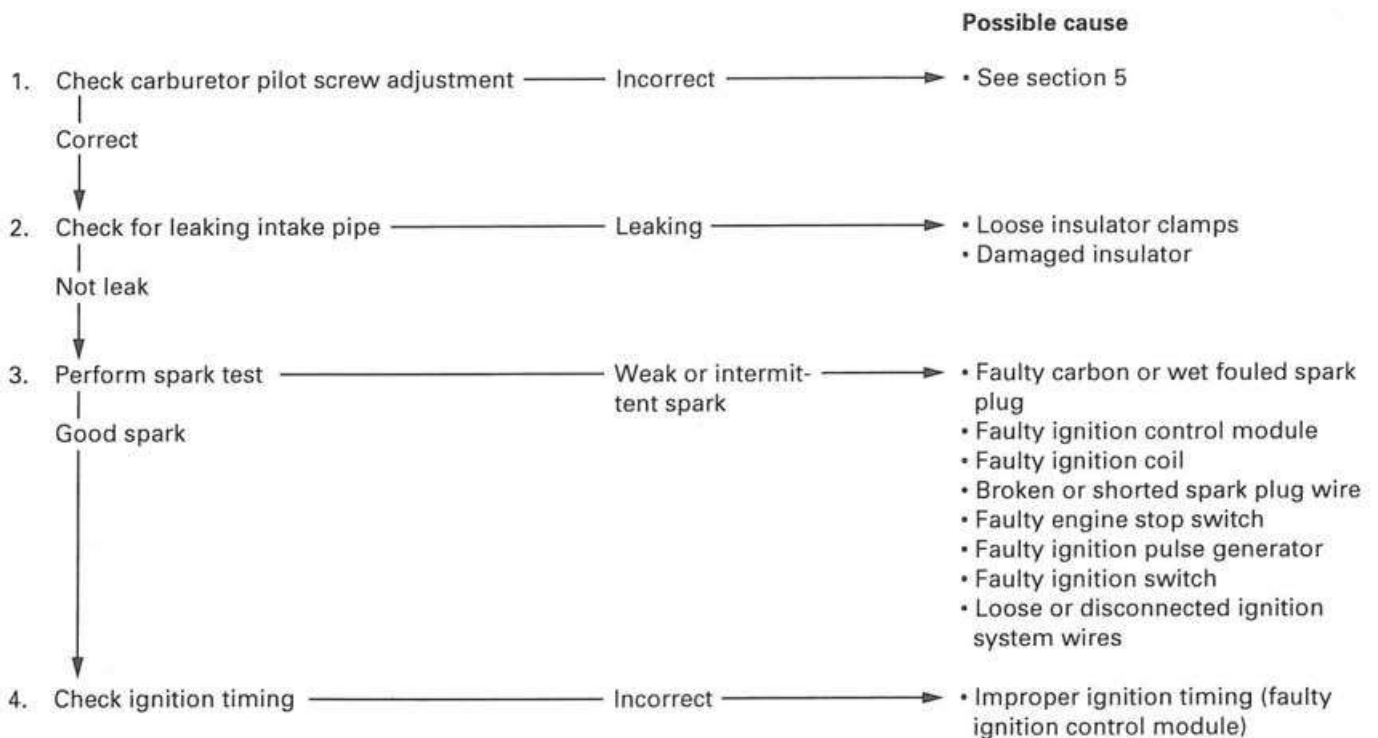 Possible cause
1. Check carburetor pilot screw adjustment Incorrect • See section 5
Correct
2. Check for leaking intake pipe Leaking • Loose insulator clamps
• Damaged insulator
Not leak
3. Perform spark test Weak or intermit- • Faulty carbon or wet fouled spark
tent spark plug
Good spark • Faulty ignition control module
• Faulty ignition coil
• Broken or shorted spark plug wire
• Faulty engine stop switch
• Faulty ignition pulse generator
• Faulty ignition switch
• Loose or disconnected ignition
system wires
4. Check ignition timing Incorrect • Improper ignition timing (faulty
ignition control module)